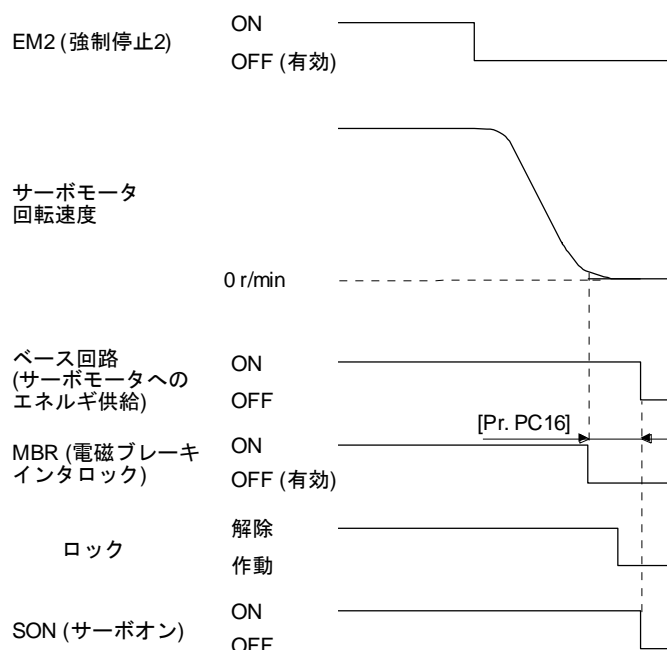 EM2 (強制停止2)
ON
OFF (有効)
サーボモータ
回転速度
0 r/min
ベース回路
(サーボモータへの
エネルギ供給)
ON
OFF
[Pr. PC16]
MBR (電磁ブレーキ
インタロック)
ON
OFF (有効)
ロック
解除
作動
SON (サーボオン)
ON
OFF